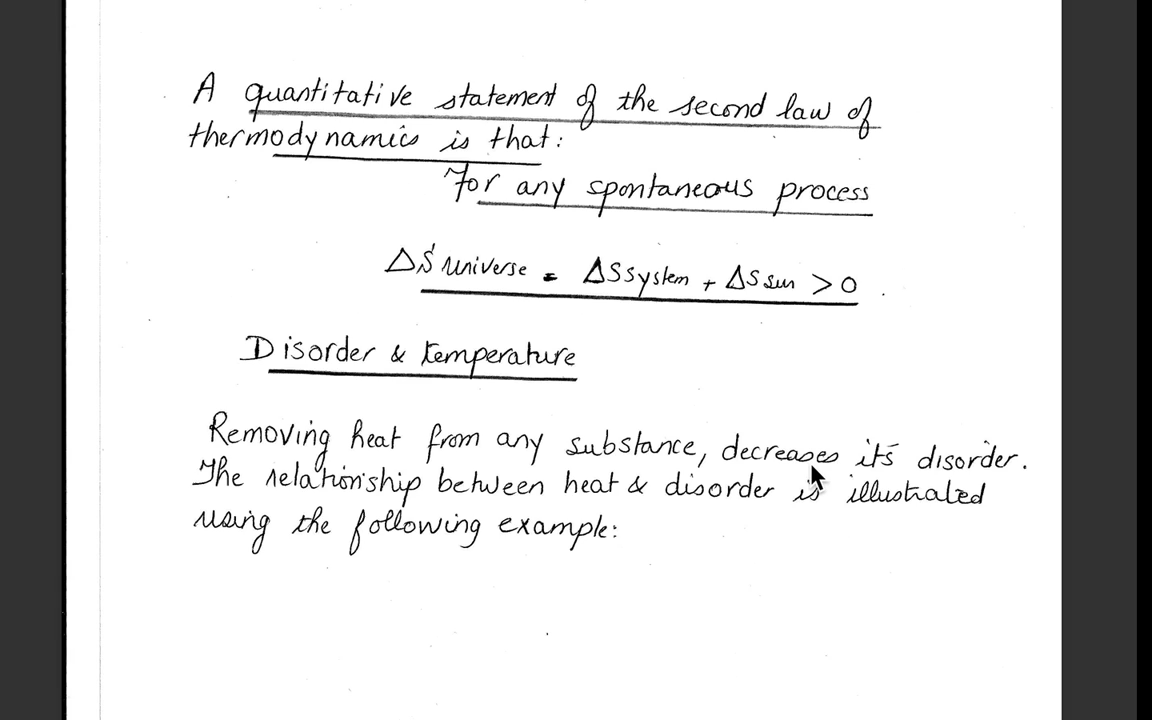 A quantitative statement of the second law of
thermodynamics is that:
For any spontaneous process
ΔS universe = ΔS system + ΔS surr > 0
Disorder & temperature
Removing heat from any substance, decreases its disorder.
The relationship between heat & disorder is illustrated
using the following example: